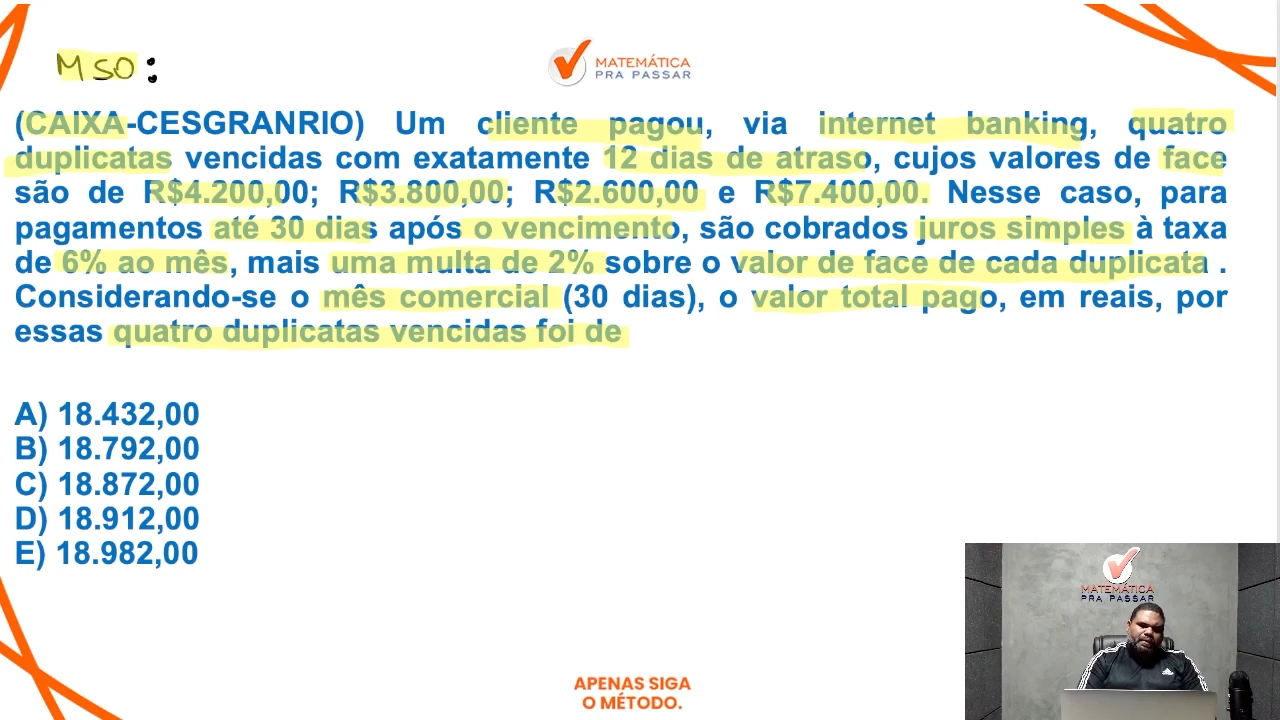 MSO:
MATEMÁTICA
PRA PASSAR
(CAIXA-CESGRANRIO) Um cliente pagou, via internet banking, quatro
duplicatas vencidas com exatamente 12 dias de atraso, cujos valores de face
são de R$4.200,00; R$3.800,00; R$2.600,00 e R$7.400,00. Nesse caso, para
pagamentos até 30 dias após o vencimento, são cobrados juros simples à taxa
de 6% ao mês, mais uma multa de 2% sobre o valor de face de cada duplicata .
Considerando-se o mês comercial (30 dias), o valor total pago, em reais, por
essas quatro duplicatas vencidas foi de
A) 18.432,00
B) 18.792,00
C) 18.872,00
D) 18.912,00
E) 18.982,00
MATEMÁTICA
PRA PASSAR
APENAS SIGA
O MÉTODO.